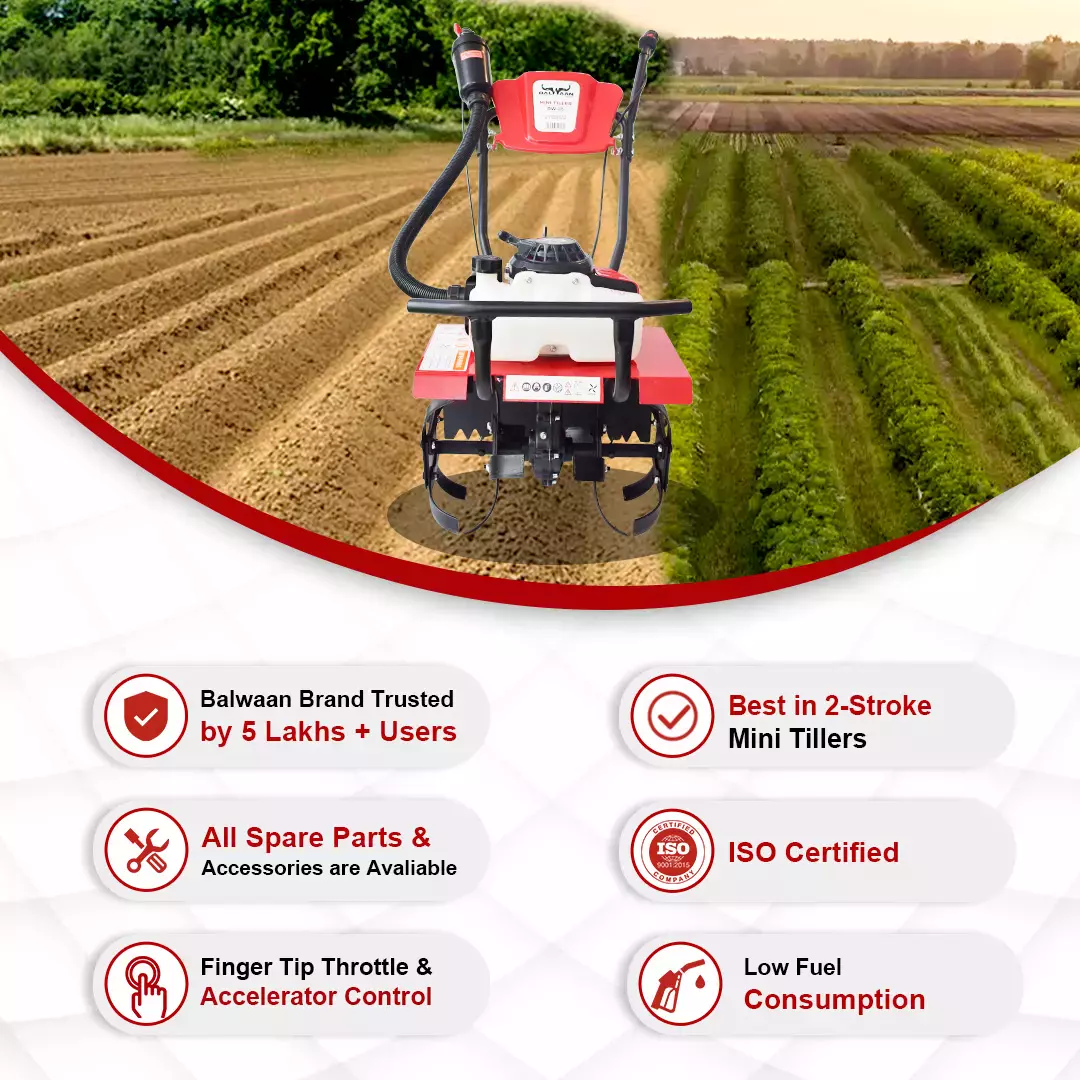 BALWAAN
MINI TILLER
Balwaan Brand Trusted
by 5 Lakhs + Users
Best in 2-Stroke
Mini Tillers
All Spare Parts &
Accessories are Avaliable
CERTIFIED
ISO
9001:2015
COMPANY
ISO Certified
Finger Tip Throttle &
Accelerator Control
Low Fuel
Consumption